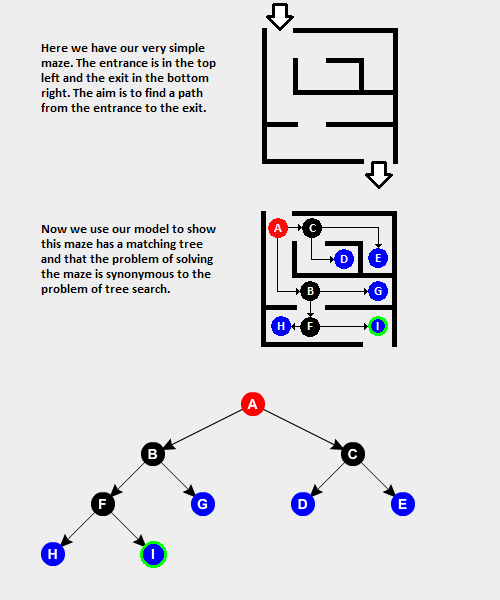 Here we have our very simple
maze. The entrance is in the top
left and the exit in the bottom
right. The aim is to find a path
from the entrance to the exit.
Now we use our model to show
this maze has a matching tree
and that the problem of solving
the maze is synonymous to the
problem of tree search.
A C
D E
B G
H F I
A
B C
F G D E
H I